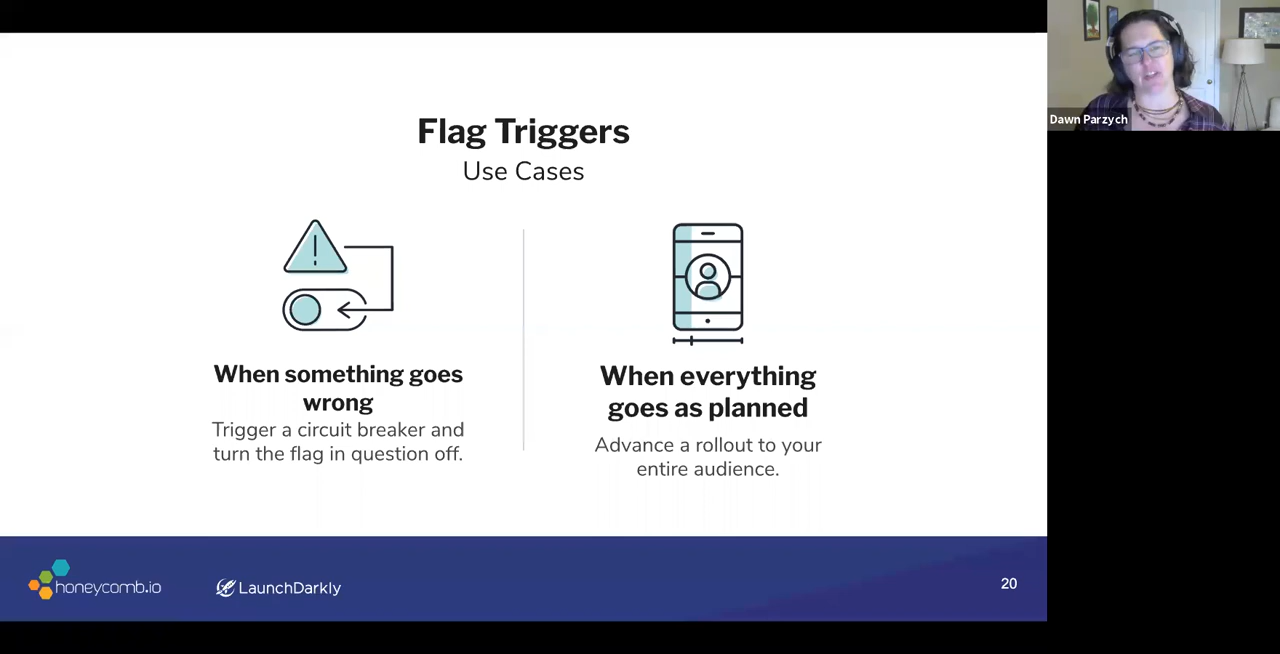 Flag Triggers
Use Cases
When something goes
wrong
Trigger a circuit breaker and
turn the flag in question off.
When everything
goes as planned
Advance a rollout to your
entire audience.
honeycomb.io
LaunchDarkly
20
Dawn Parzych